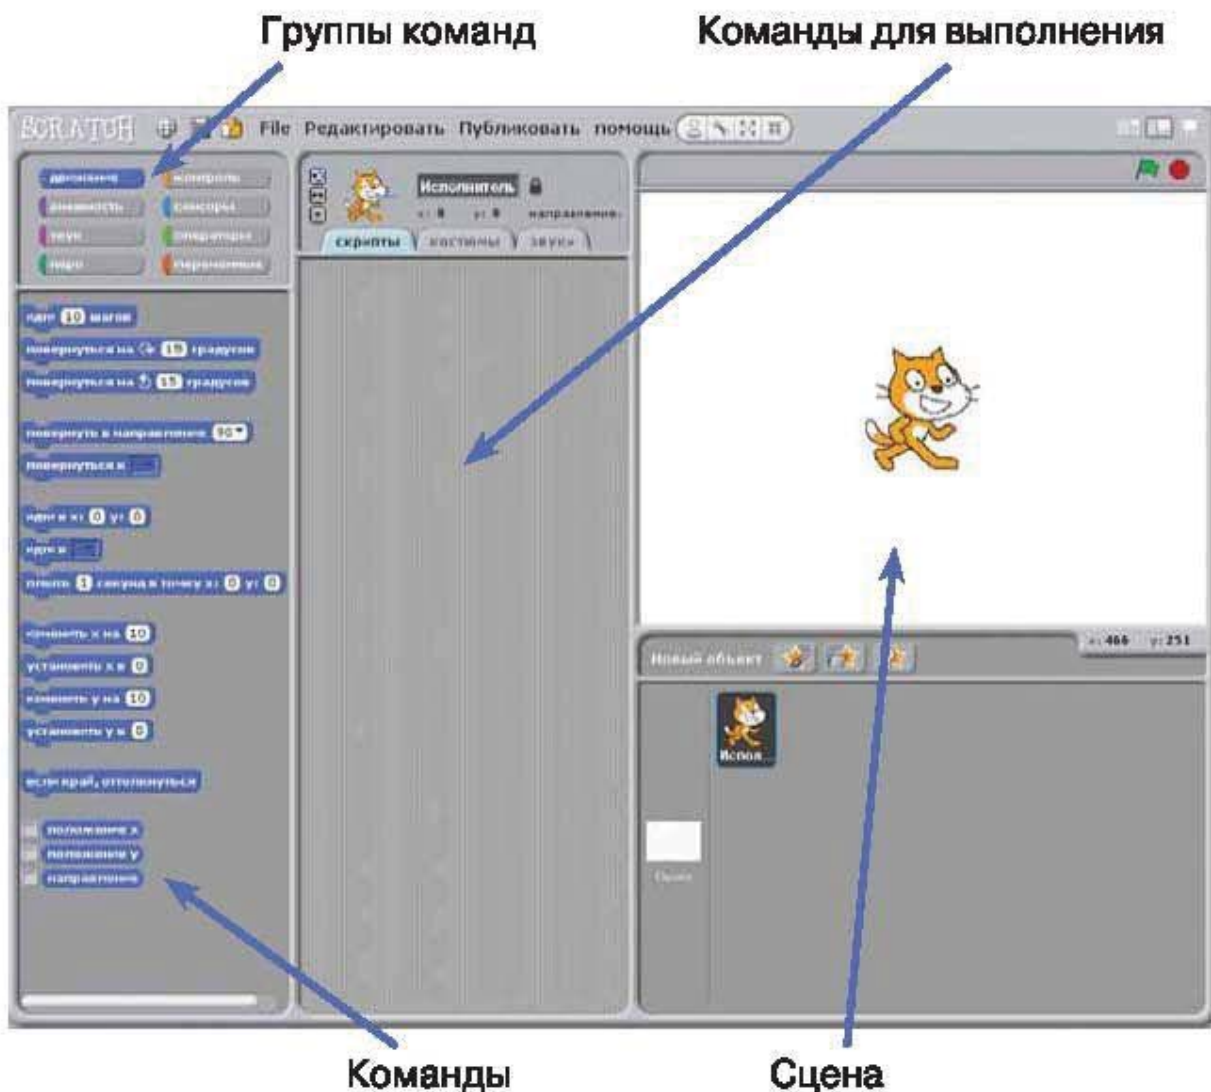 Группы команд
Команды для выполнения
SCRATCH File Редактировать Публиковать помощь
движение контроль
внешность сенсоры
звук операторы
перо переменные
Исполнитель
x: 0 y: 0 направление:
скрипты костюмы звуки
идти 10 шагов
повернуться на 15 градусов
повернуться на 15 градусов
повернуть в направление 90
повернуться к
идти в x: 0 y: 0
идти в
плыть 1 секунд в точку x: 0 y: 0
изменить x на 10
установить x в 0
изменить y на 10
установить y в 0
если край, оттолкнуться
положение x
положение y
направление
x: 466 y: 251
Новый объект
Испол...
Команды
Сцена